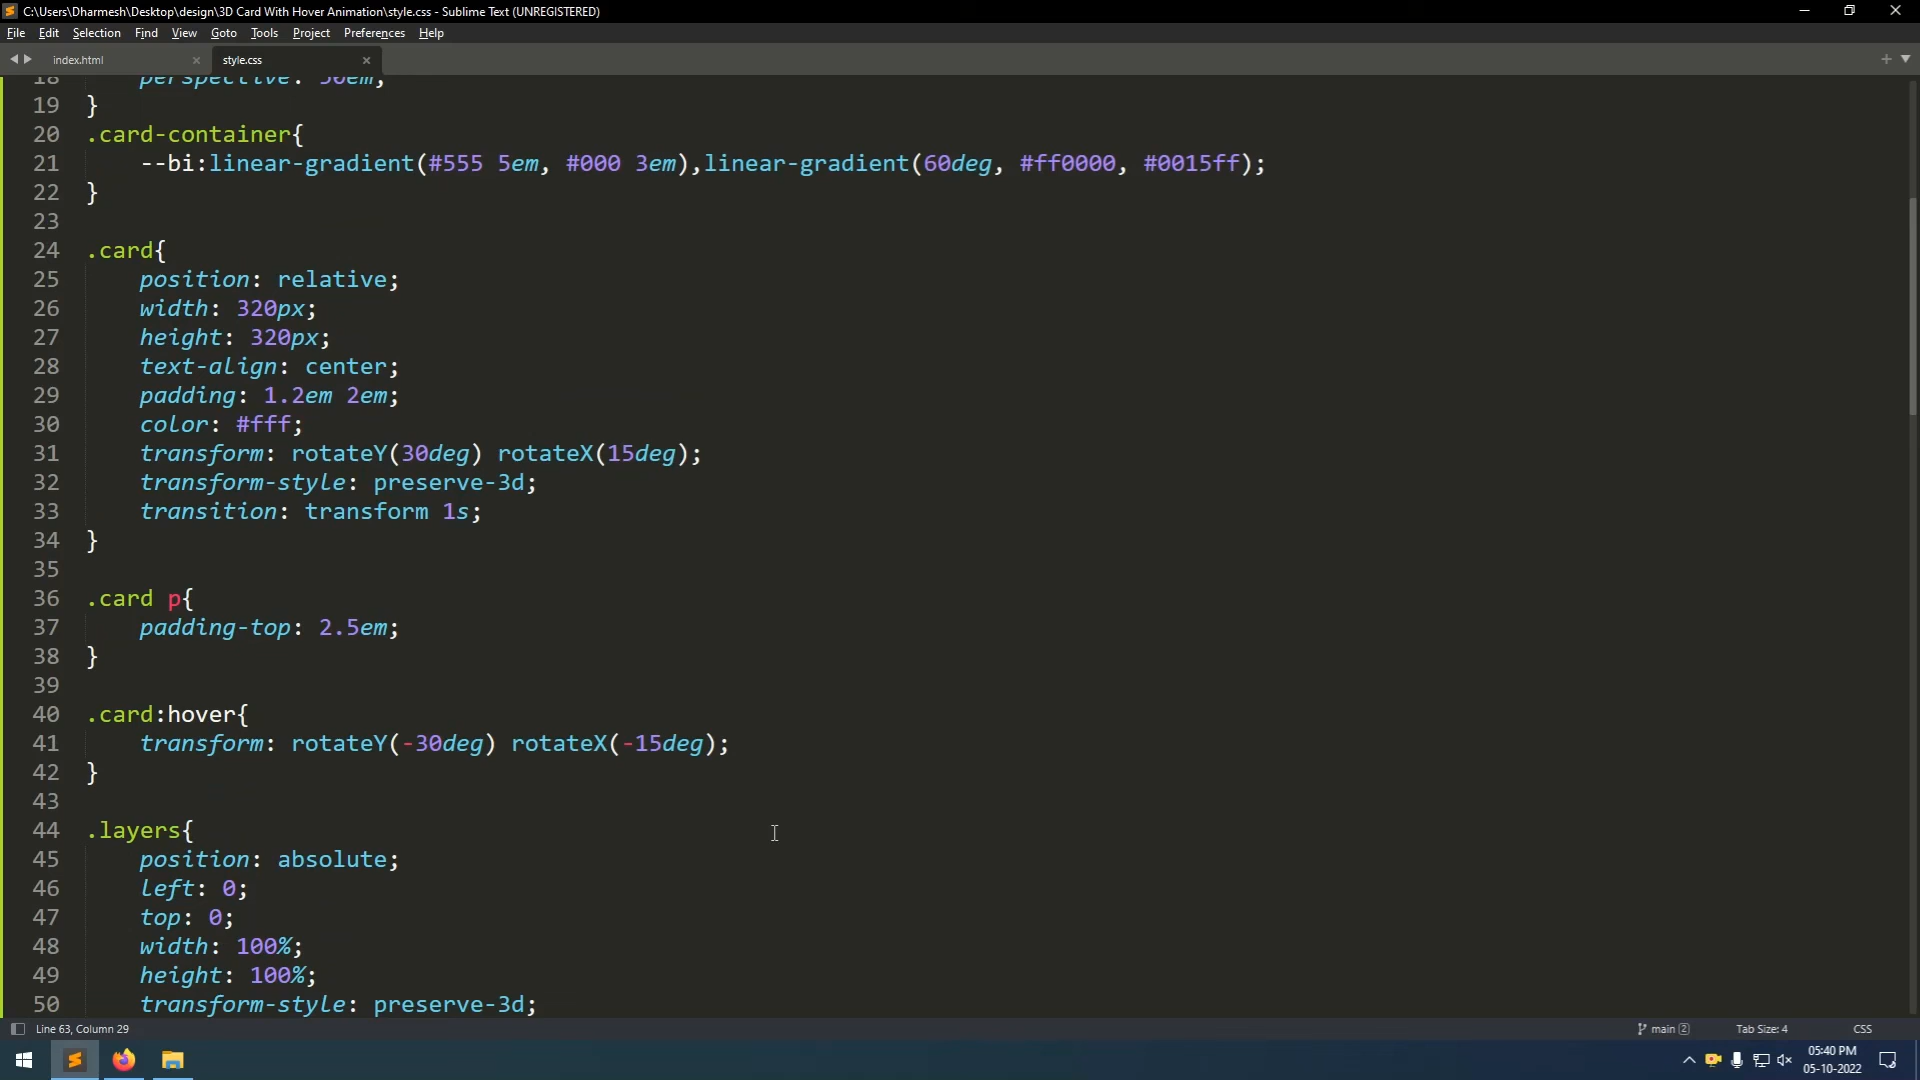 C:\Users\Dharmesh\Desktop\design\3D Card With Hover Animation\style.css - Sublime Text (UNREGISTERED)
File Edit Selection Find View Goto Tools Project Preferences Help
index.html style.css
18 perspective: 50em;
19 }
20 .card-container{
21 --bi:linear-gradient(#555 5em, #000 3em),linear-gradient(60deg, #ff0000, #0015ff);
22 }
23
24 .card{
25 position: relative;
26 width: 320px;
27 height: 320px;
28 text-align: center;
29 padding: 1.2em 2em;
30 color: #fff;
31 transform: rotateY(30deg) rotateX(15deg);
32 transform-style: preserve-3d;
33 transition: transform 1s;
34 }
35
36 .card p{
37 padding-top: 2.5em;
38 }
39
40 .card:hover{
41 transform: rotateY(-30deg) rotateX(-15deg);
42 }
43
44 .layers{
45 position: absolute;
46 left: 0;
47 top: 0;
48 width: 100%;
49 height: 100%;
50 transform-style: preserve-3d;
Line 63, Column 29 main 2 Tab Size: 4 CSS
05:40 PM
05-10-2022